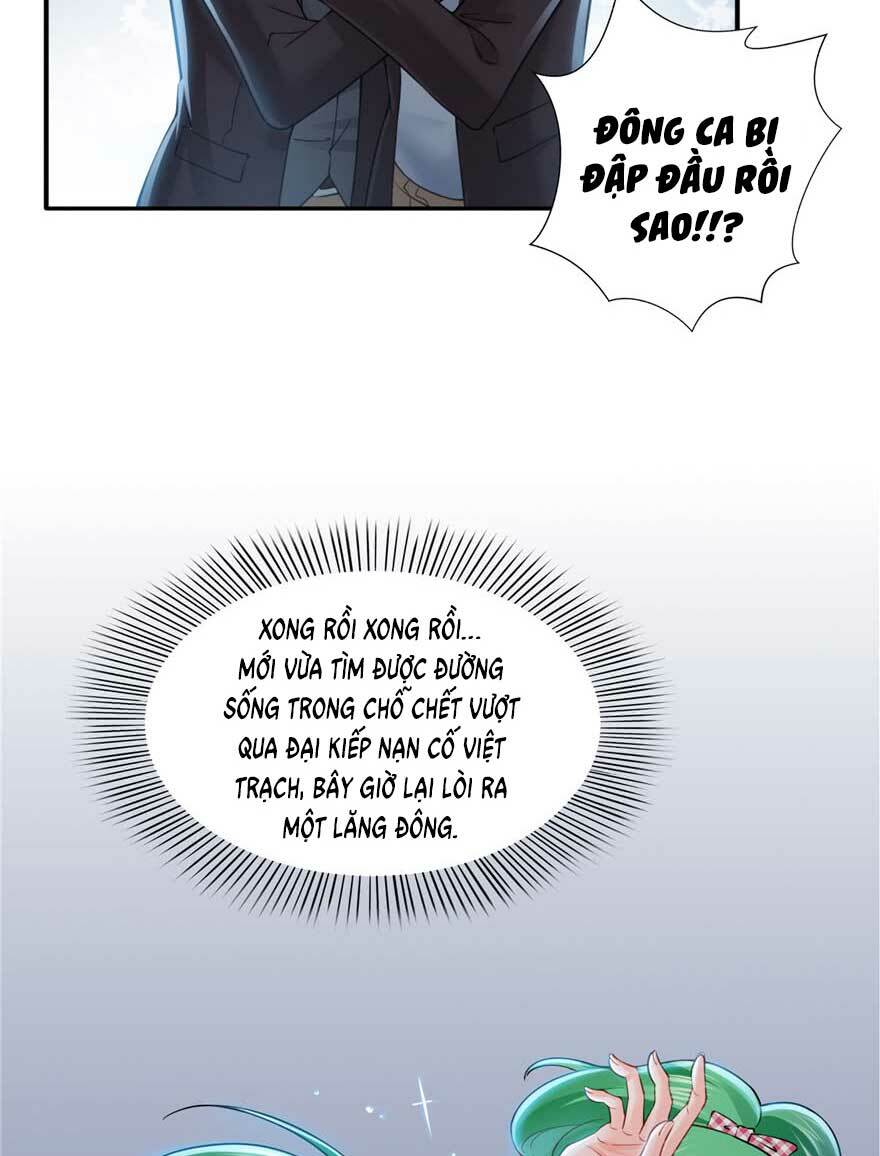 ĐÔNG CA BỊ
ĐẬP ĐẦU RỒI
SAO!!?
XONG RỒI XONG RỒI...
MỚI VỪA TÌM ĐƯỢC ĐƯỜNG
SỐNG TRONG CHỖ CHẾT VƯỢT
QUA ĐẠI KIẾP NẠN CỐ VIỆT
TRẠCH, BÂY GIỜ LẠI LÒI RA
MỘT LĂNG ĐÔNG.